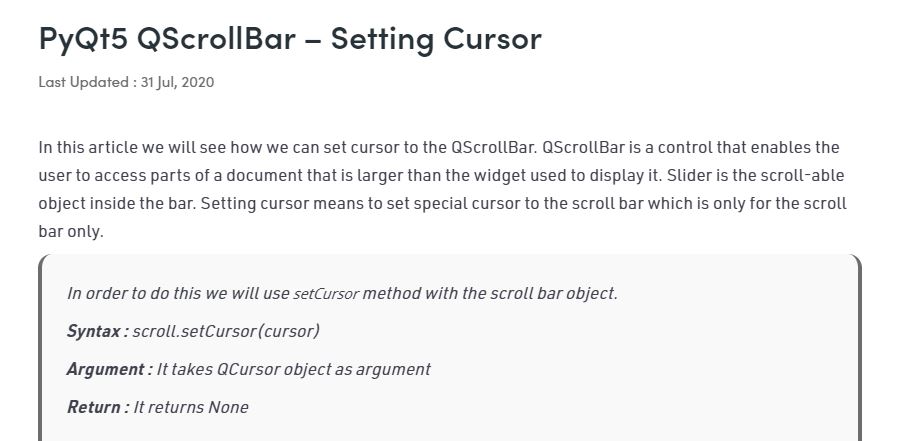 PyQt5 QScrollBar – Setting Cursor
Last Updated : 31 Jul, 2020
In this article we will see how we can set cursor to the QScrollBar. QScrollBar is a control that enables the
user to access parts of a document that is larger than the widget used to display it. Slider is the scroll-able
object inside the bar. Setting cursor means to set special cursor to the scroll bar which is only for the scroll
bar only.
In order to do this we will use setCursor method with the scroll bar object.
Syntax : scroll.setCursor(cursor)
Argument : It takes QCursor object as argument
Return : It returns None